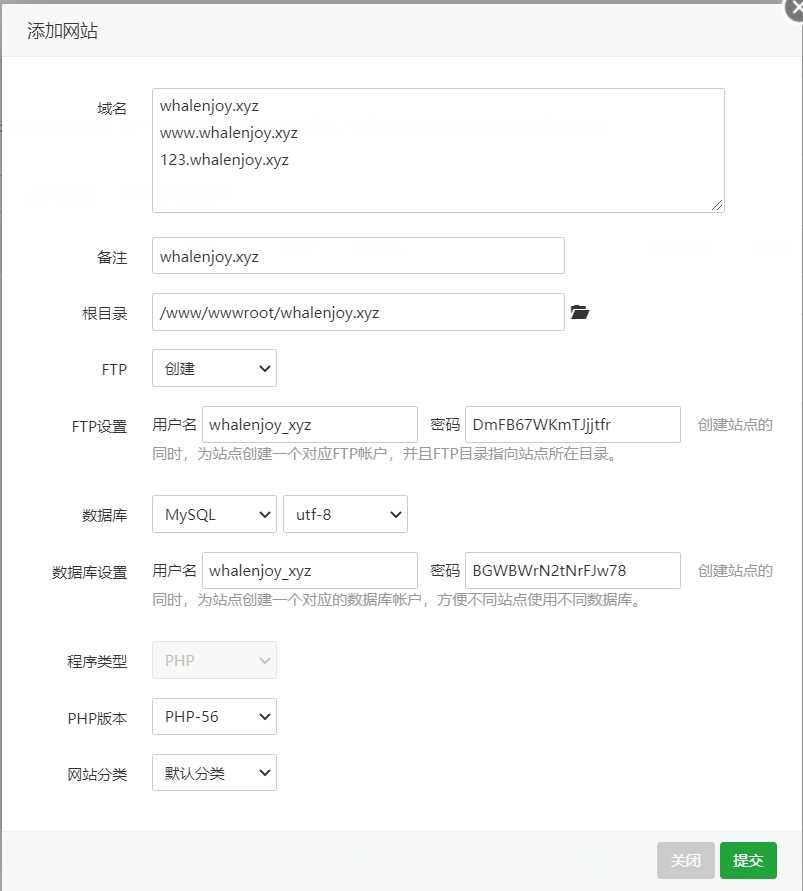 添加网站
域名
whalenjoy.xyz
www.whalenjoy.xyz
123.whalenjoy.xyz
备注 whalenjoy.xyz
根目录 /www/wwwroot/whalenjoy.xyz
FTP 创建
FTP设置 用户名 whalenjoy_xyz 密码 DmFB67WKmTJjjtfr 创建站点的
同时，为站点创建一个对应FTP帐户，并且FTP目录指向站点所在目录。
数据库 MySQL utf-8
数据库设置 用户名 whalenjoy_xyz 密码 BGWBWrN2tNrFJw78 创建站点的
同时，为站点创建一个对应的数据库帐户，方便不同站点使用不同数据库。
程序类型 PHP
PHP版本 PHP-56
网站分类 默认分类
关闭 提交